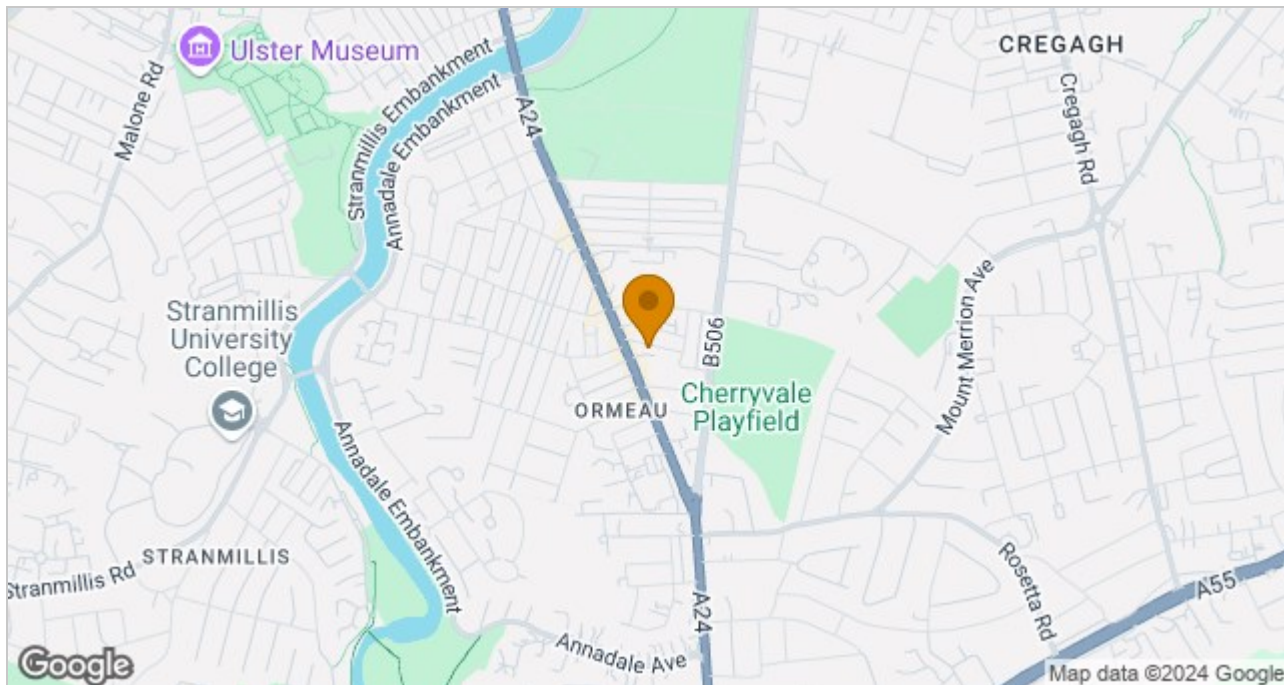 Ulster Museum
Malone Rd
Stranmillis Embankment
Annadale Embankment
A24
CREGAGH
Cregagh Rd
Stranmillis
University
College
B506
Cherryvale
Playfield
Mount Merrion Ave
ORMEAU
Annadale Embankment
STRANMILLIS
Stranmillis Rd
Annadale Ave
A24
Rosetta Rd
A55
Google
Map data ©2024 Google